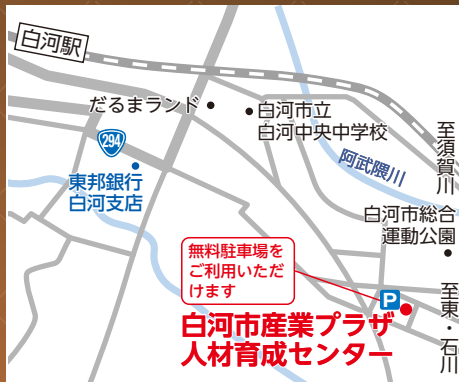 白河駅
だるまランド
白河市立
白河中央中学校
294
東邦銀行
白河支店
阿武隈川
至須賀川
白河市総合
運動公園
無料駐車場を
ご利用いただ
けます
P
白河市産業プラザ
人材育成センター
至東・石川